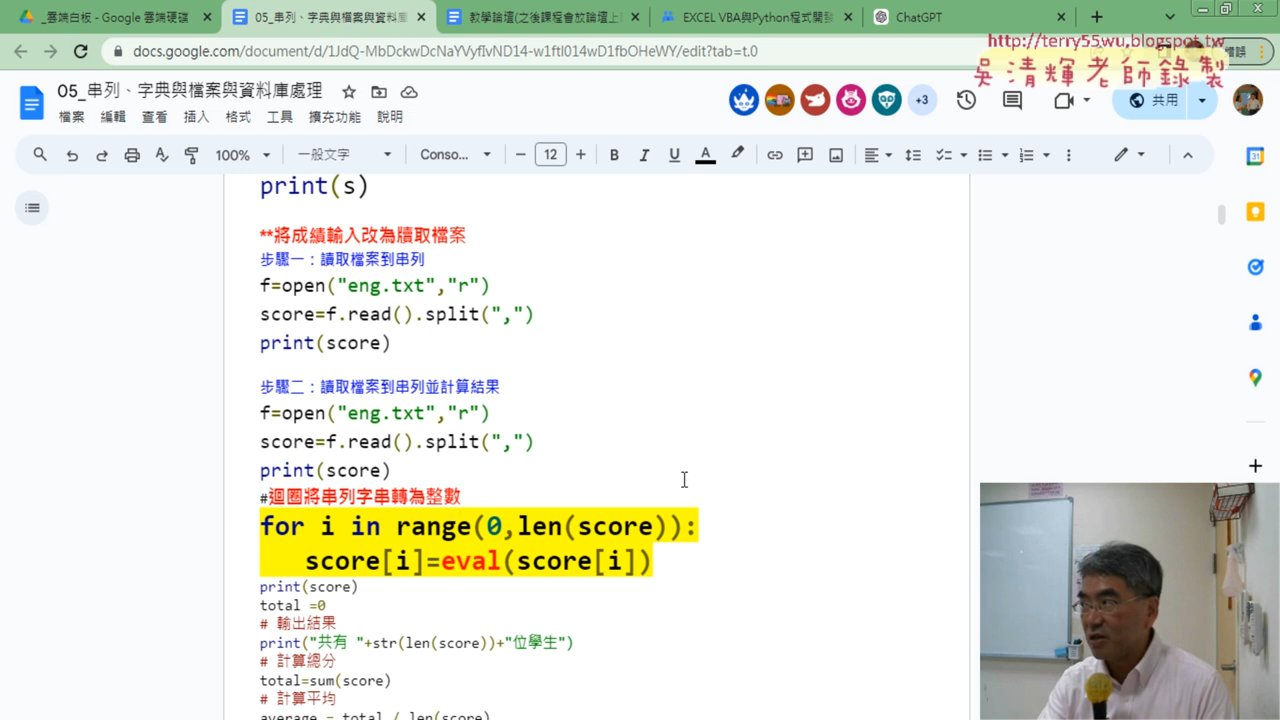 _雲端白板 - Google 雲端硬碟
05_串列、字典與檔案與資料庫
教學論壇(之後課程會放論壇上
EXCEL VBA與Python程式開發
ChatGPT
docs.google.com/document/d/1JdQ-MbDckwDcNaYVyfIvND14-w1ftl014wD1fbOHeWY/edit?tab=t.0
http://terry55wu.blogspot.tw
吳清輝老師錄製
05_串列、字典與檔案與資料庫處理
檔案 編輯 查看 插入 格式 工具 擴充功能 說明
+3
共用
100%
一般文字
Conso...
12
print(s)
**將成績輸入改為牘取檔案
步驟一：讀取檔案到串列
f=open("eng.txt","r")
score=f.read().split(",")
print(score)
步驟二：讀取檔案到串列並計算結果
f=open("eng.txt","r")
score=f.read().split(",")
print(score)
#迴圈將串列字串轉為整數
for i in range(0,len(score)):
score[i]=eval(score[i])
print(score)
total =0
# 輸出結果
print("共有 "+str(len(score))+"位學生")
# 計算總分
total=sum(score)
# 計算平均
average = total / len(score)